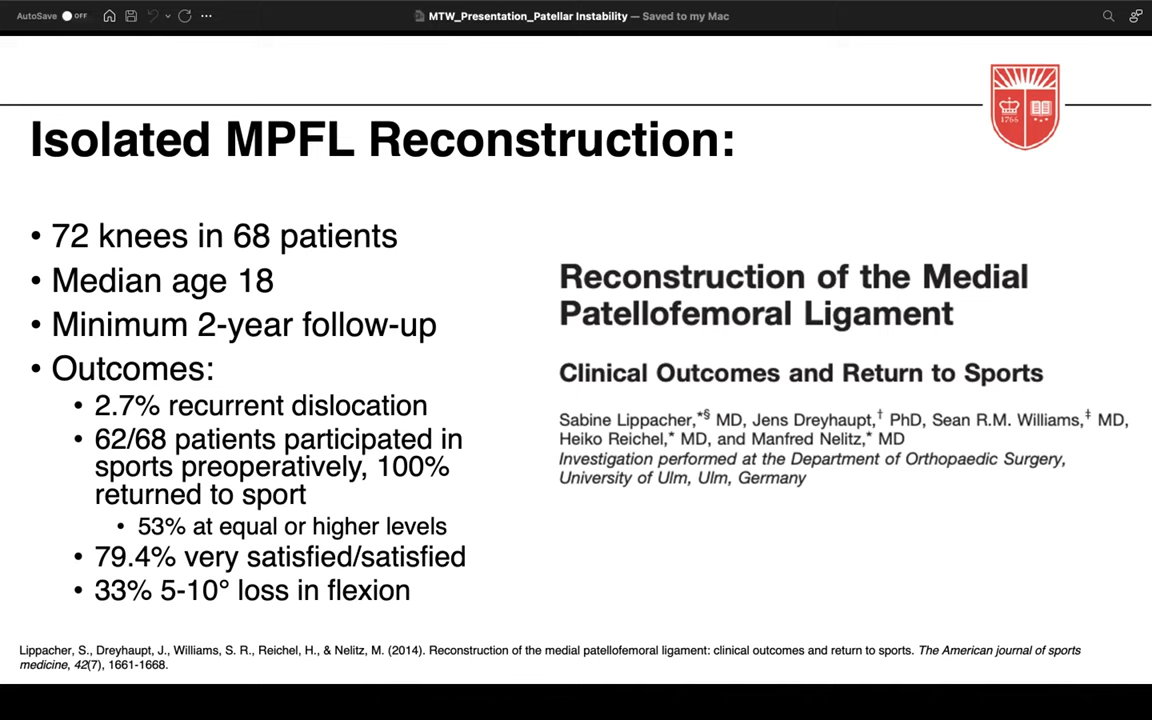 AutoSave OFF
MTW_Presentation_Patellar Instability — Saved to my Mac
1766
Isolated MPFL Reconstruction:
• 72 knees in 68 patients
• Median age 18
• Minimum 2-year follow-up
• Outcomes:
• 2.7% recurrent dislocation
• 62/68 patients participated in
sports preoperatively, 100%
returned to sport
• 53% at equal or higher levels
• 79.4% very satisfied/satisfied
• 33% 5-10° loss in flexion
Reconstruction of the Medial
Patellofemoral Ligament
Clinical Outcomes and Return to Sports
Sabine Lippacher,*§ MD, Jens Dreyhaupt,† PhD, Sean R.M. Williams,‡ MD,
Heiko Reichel,* MD, and Manfred Nelitz,* MD
Investigation performed at the Department of Orthopaedic Surgery,
University of Ulm, Ulm, Germany
Lippacher, S., Dreyhaupt, J., Williams, S. R., Reichel, H., & Nelitz, M. (2014). Reconstruction of the medial patellofemoral ligament: clinical outcomes and return to sports. The American journal of sports
medicine, 42(7), 1661-1668.